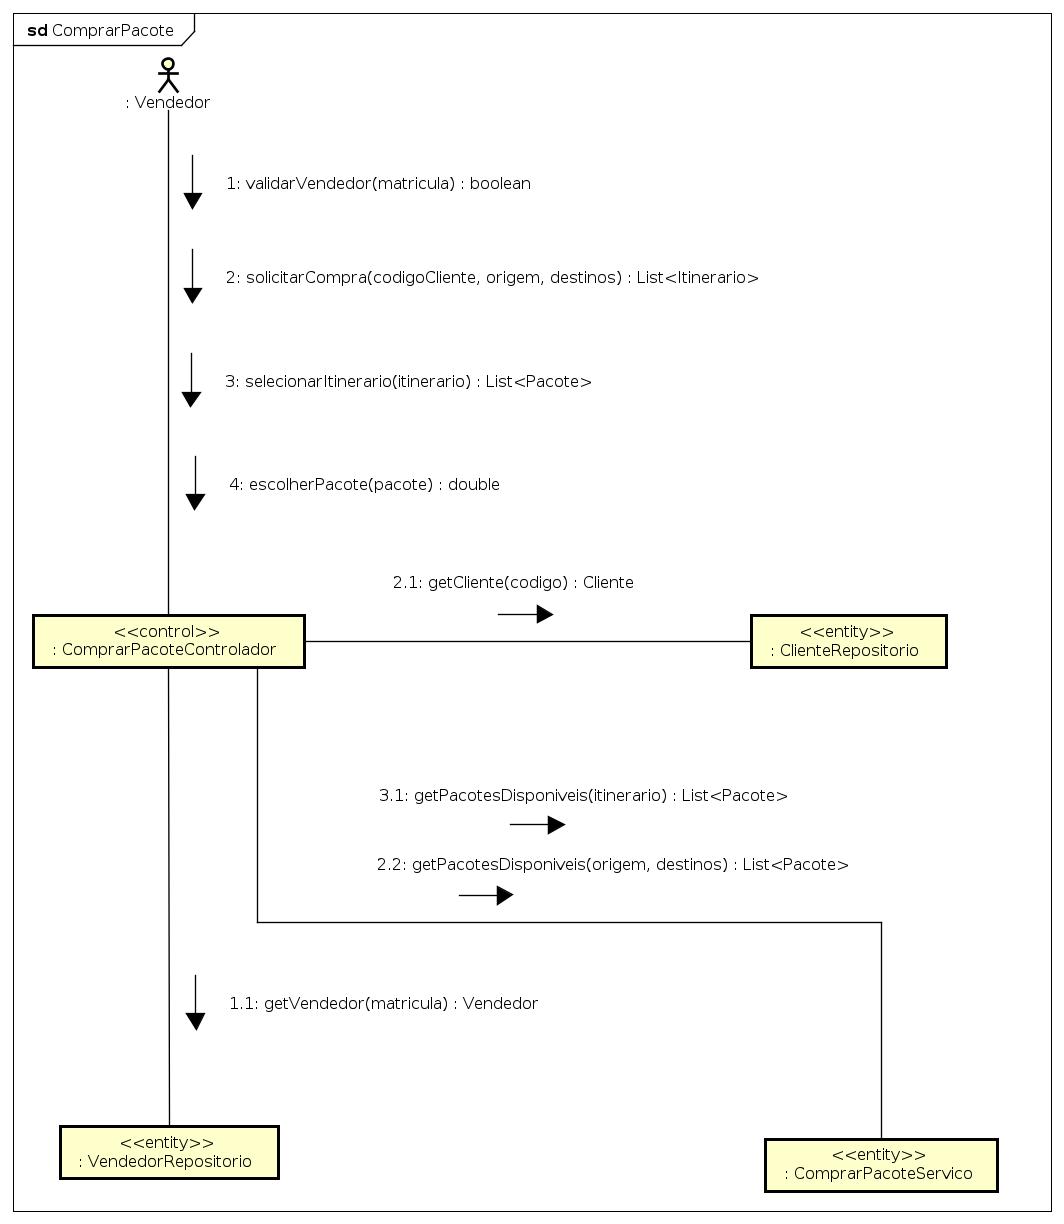 sd ComprarPacote
: Vendedor
1: validarVendedor(matricula) : boolean
2: solicitarCompra(codigoCliente, origem, destinos) : List<Itinerario>
3: selecionarItinerario(itinerario) : List<Pacote>
4: escolherPacote(pacote) : double
2.1: getCliente(codigo) : Cliente
<<control>>
: ComprarPacoteControlador
<<entity>>
: ClienteRepositorio
3.1: getPacotesDisponiveis(itinerario) : List<Pacote>
2.2: getPacotesDisponiveis(origem, destinos) : List<Pacote>
1.1: getVendedor(matricula) : Vendedor
<<entity>>
: VendedorRepositorio
<<entity>>
: ComprarPacoteServico